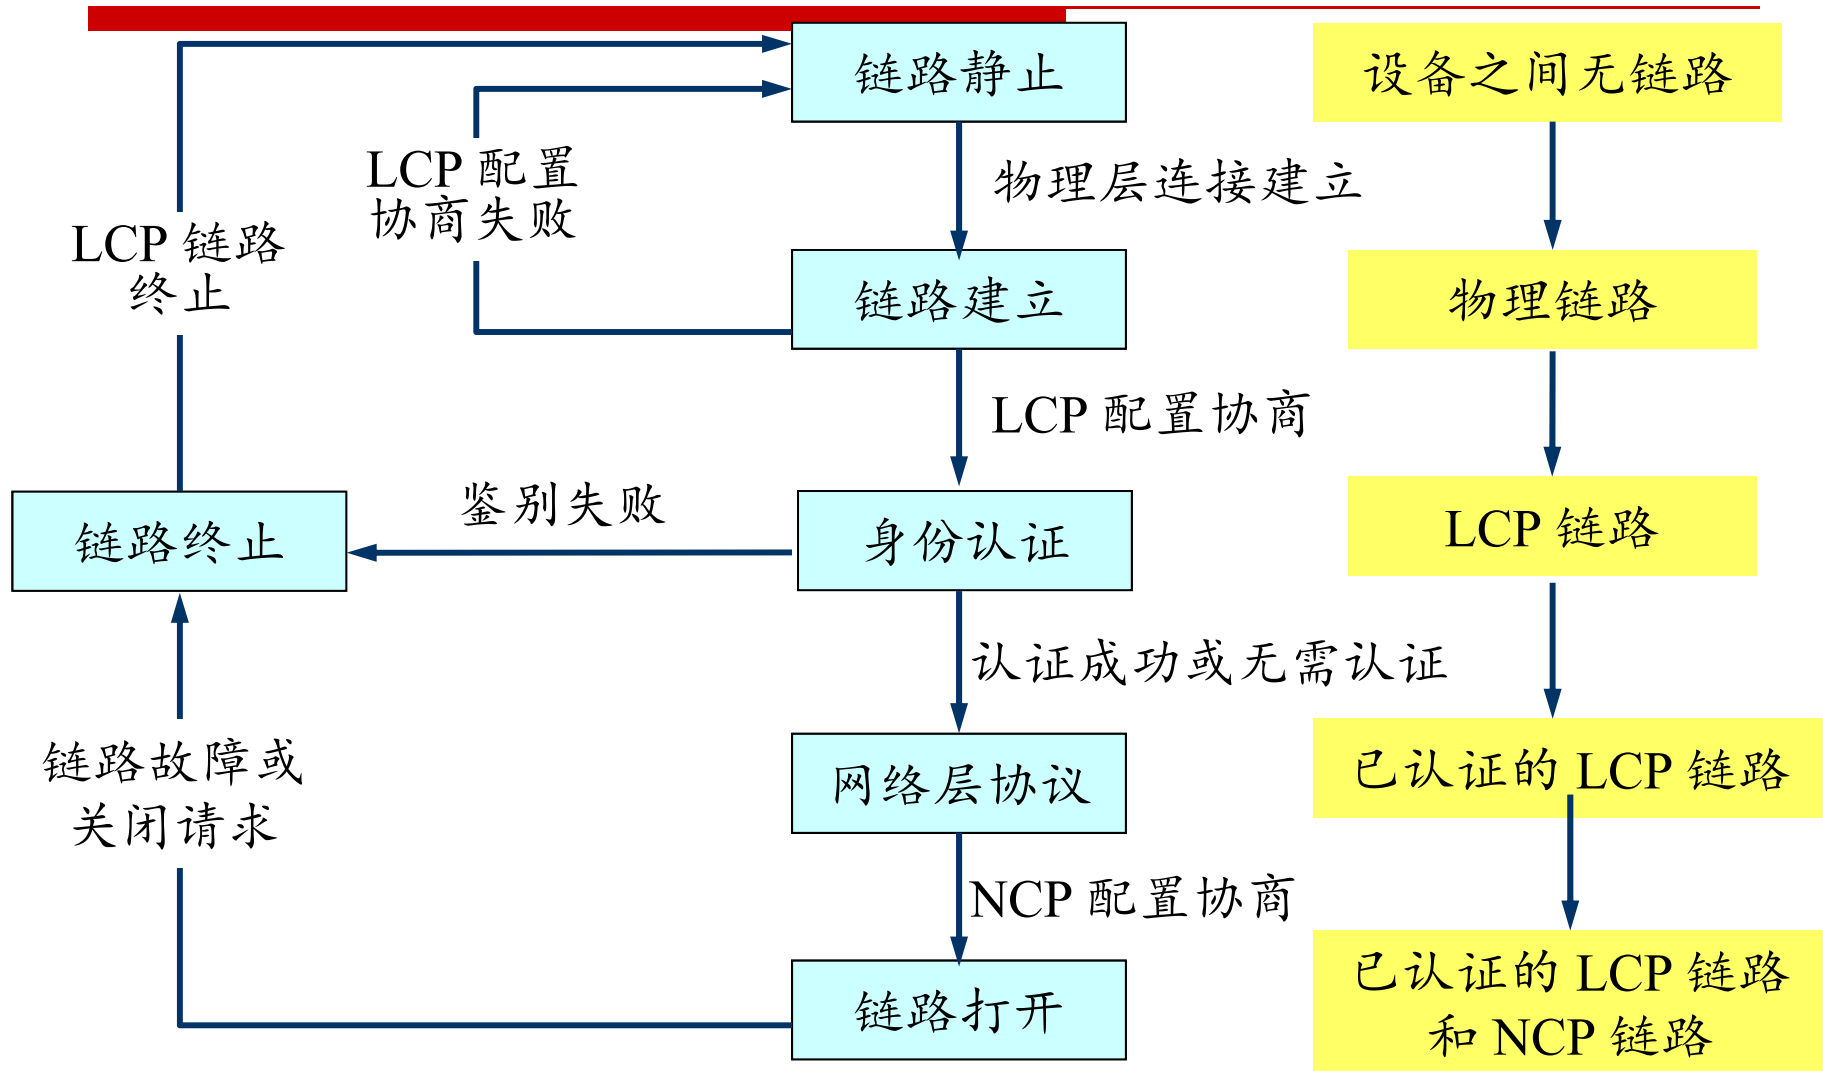 链路静止
设备之间无链路
LCP 配置
协商失败
物理层连接建立
LCP 链路
终止
链路建立
物理链路
LCP 配置协商
鉴别失败
链路终止
身份认证
LCP 链路
认证成功或无需认证
链路故障或
关闭请求
网络层协议
已认证的 LCP 链路
NCP 配置协商
链路打开
已认证的 LCP 链路
和 NCP 链路